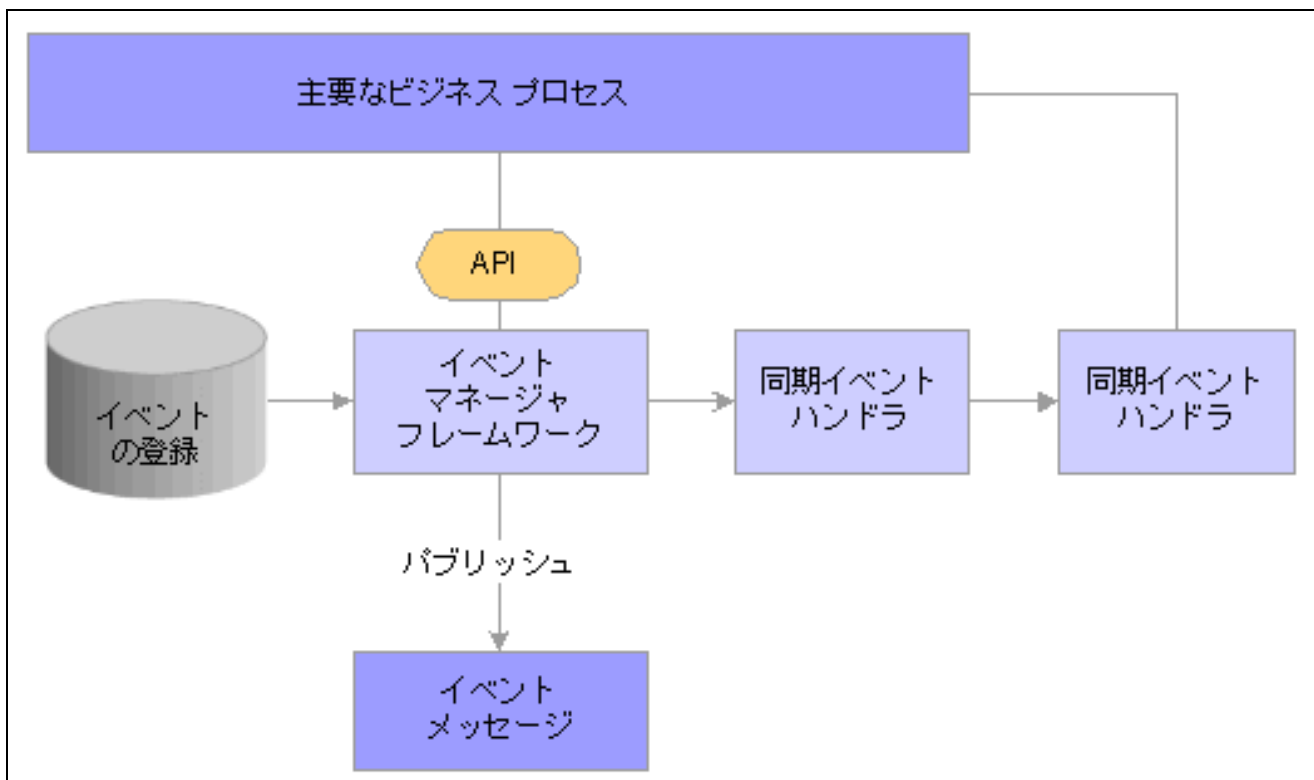 主要なビジネス プロセス
API
イベント
の登録
イベント
マネージャ
フレームワーク
同期イベント
ハンドラ
同期イベント
ハンドラ
パブリッシュ
イベント
メッセージ